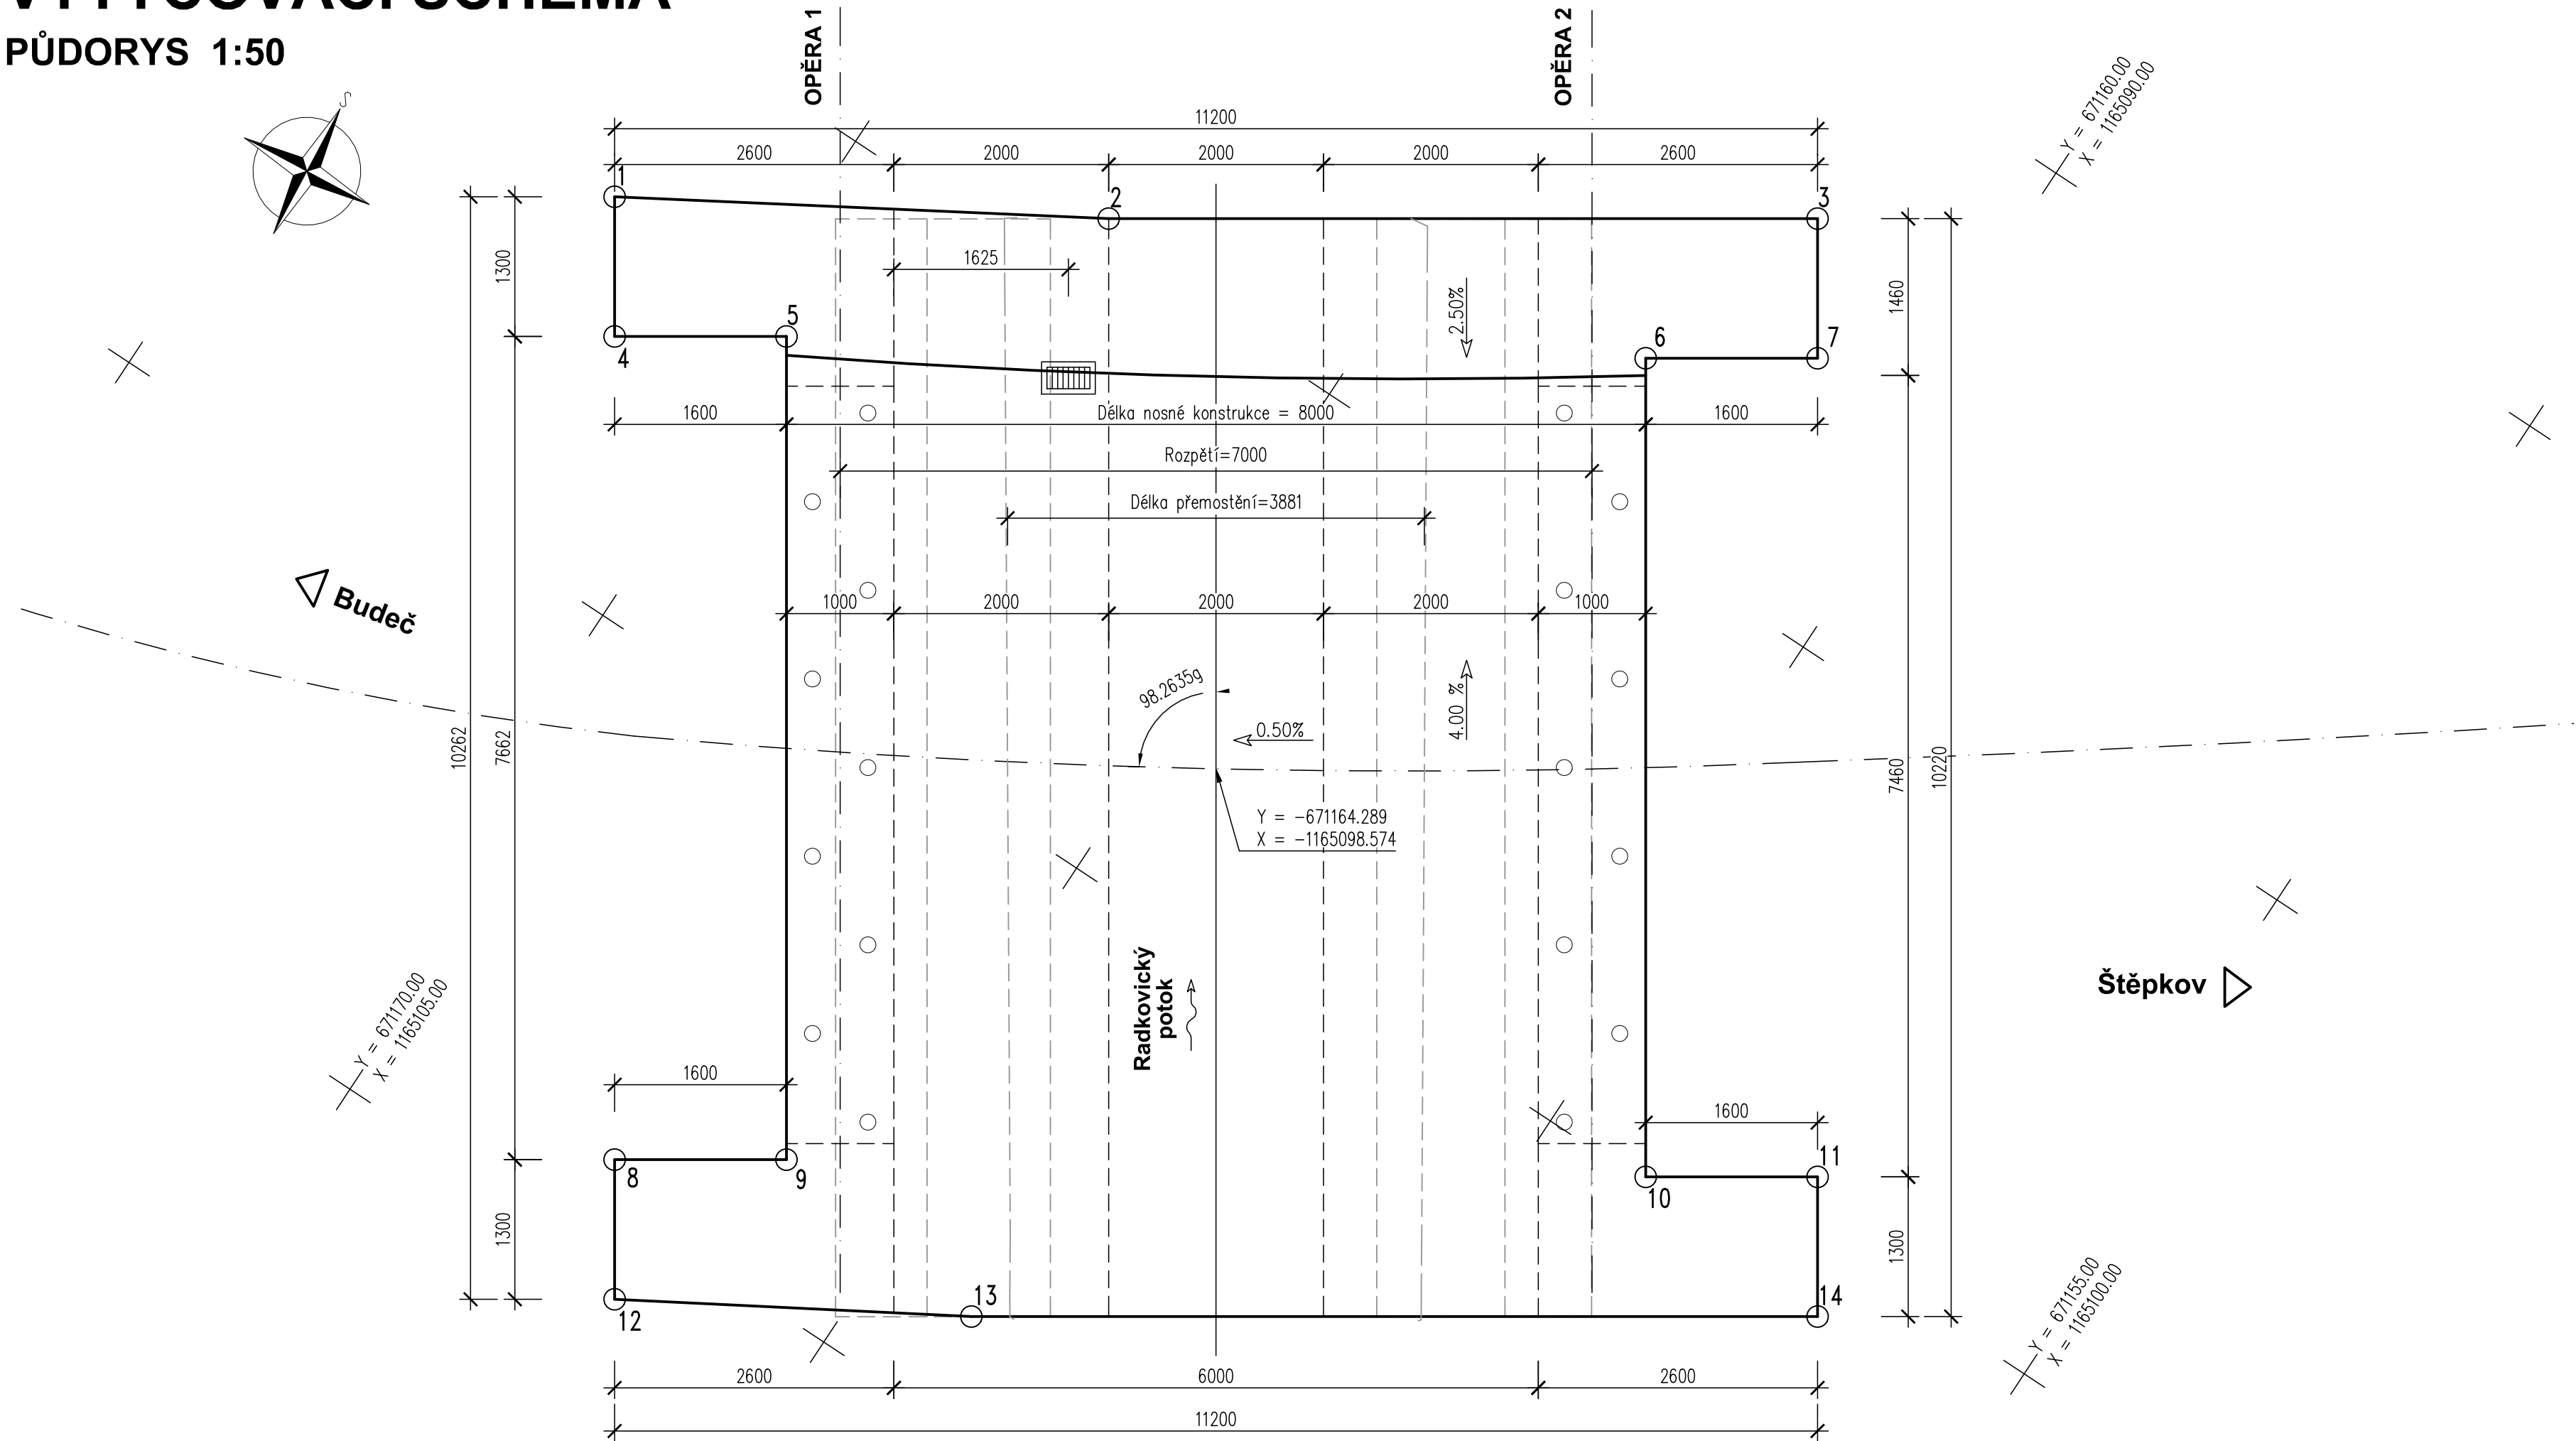 VYTYČOVACÍ SCHÉMA
PŮDORYS 1:50
S
OPĚRA 1
OPĚRA 2
Y = 671160.00
X = 1165090.00
11200
2600
2000
2000
2000
2600
1
2
3
1300
1625
2.50%
1460
4
5
6
7
1600
Délka nosné konstrukce = 8000
1600
Rozpětí=7000
Délka přemostění=3881
Budeč
1000
2000
2000
2000
1000
98.2635g
0.50%
4.00 %
10262
7662
7460
10220
Y = -671164.289
X = -1165098.574
Radkovický
potok
Štěpkov
Y = 671170.00
X = 1165105.00
1600
1600
8
9
10
11
1300
1300
12
13
14
Y = 671155.00
X = 1165100.00
2600
6000
2600
11200